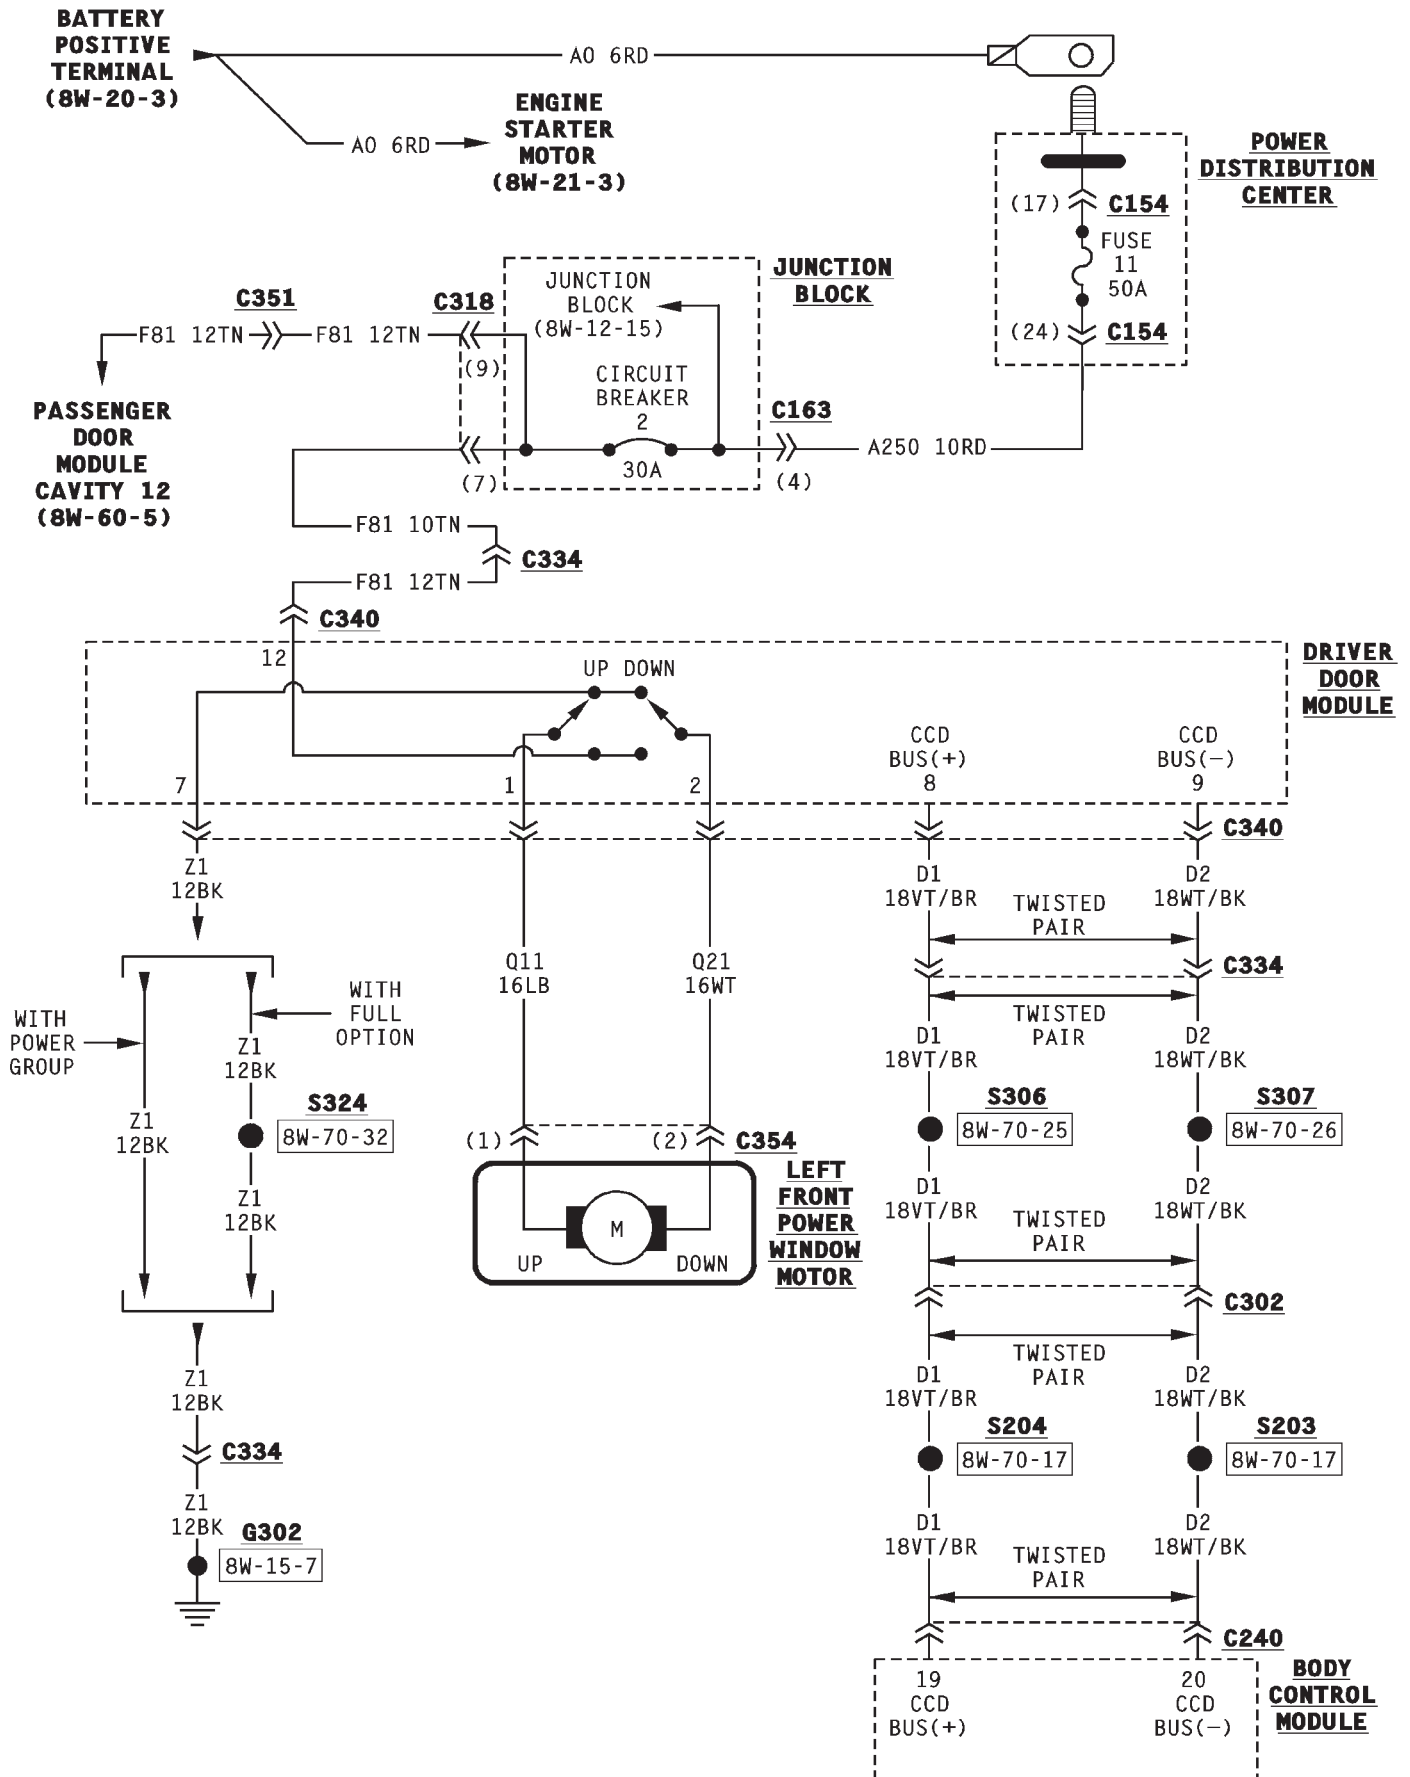 BATTERY
POSITIVE
TERMINAL
(8W-20-3)
A0 6RD
A0 6RD
ENGINE
STARTER
MOTOR
(8W-21-3)
POWER
DISTRIBUTION
CENTER
(17)
C154
FUSE
11
50A
(24)
C154
JUNCTION
BLOCK
JUNCTION
BLOCK
(8W-12-15)
C351
C318
F81 12TN
F81 12TN
(9)
CIRCUIT
BREAKER
2
30A
C163
(4)
A250 10RD
PASSENGER
DOOR
MODULE
CAVITY 12
(8W-60-5)
(7)
F81 10TN
C334
F81 12TN
C340
DRIVER
DOOR
MODULE
12
UP DOWN
CCD
BUS(+)
8
CCD
BUS(-)
9
7
1
2
C340
Z1
12BK
D1
18VT/BR
D2
18WT/BK
TWISTED
PAIR
Q11
16LB
Q21
16WT
C334
WITH
FULL
OPTION
WITH
POWER
GROUP
TWISTED
PAIR
Z1
12BK
D1
18VT/BR
D2
18WT/BK
Z1
12BK
S324
8W-70-32
S306
8W-70-25
S307
8W-70-26
(1)
(2)
C354
LEFT
FRONT
POWER
WINDOW
MOTOR
M
UP
DOWN
Z1
12BK
D1
18VT/BR
D2
18WT/BK
TWISTED
PAIR
C302
TWISTED
PAIR
Z1
12BK
D1
18VT/BR
D2
18WT/BK
C334
S204
8W-70-17
S203
8W-70-17
Z1
12BK
G302
8W-15-7
D1
18VT/BR
D2
18WT/BK
TWISTED
PAIR
C240
BODY
CONTROL
MODULE
19
CCD
BUS(+)
20
CCD
BUS(-)